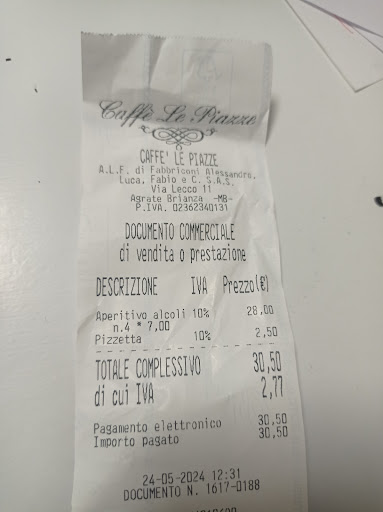 Caffè Le Piazze
CAFFE' LE PIAZZE
A.L.F. di Fabbriconi Alessandro,
Luca, Fabio e C. S.A.S.
Via Lecco 11
Agrate Brianza -MB-
P.IVA. 02362340131
DOCUMENTO COMMERCIALE
di vendita o prestazione
DESCRIZIONE IVA Prezzo(€)
Aperitivo alcoli 10% 28,00
n.4 * 7,00
Pizzetta 10% 2,50
TOTALE COMPLESSIVO 30,50
di cui IVA 2,77
Pagamento elettronico 30,50
Importo pagato 30,50
24-05-2024 12:31
DOCUMENTO N. 1617-0188